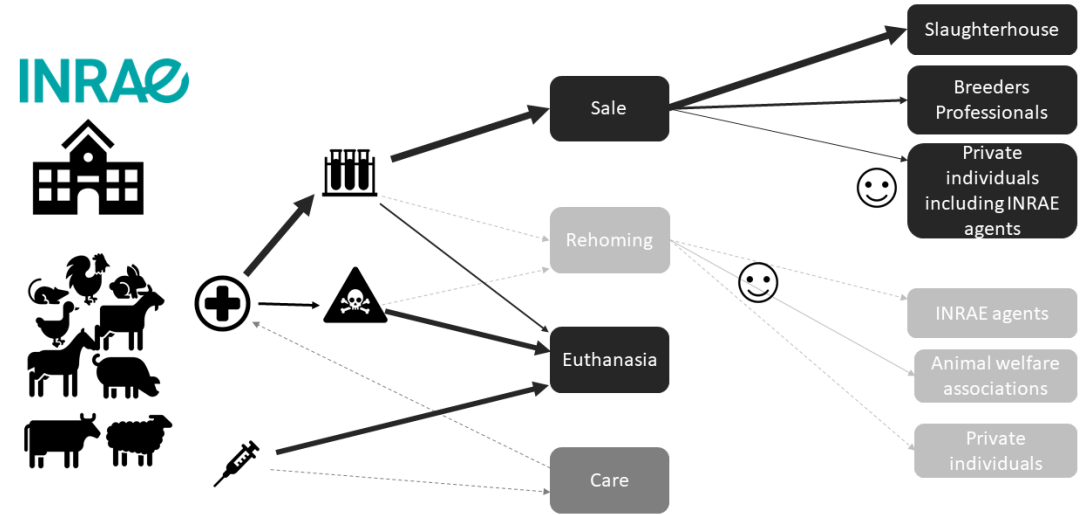 INRAE
Sale
Rehoming
Euthanasia
Care
Slaughterhouse
Breeders
Professionals
Private
individuals
including INRAE
agents
INRAE agents
Animal welfare
associations
Private
individuals